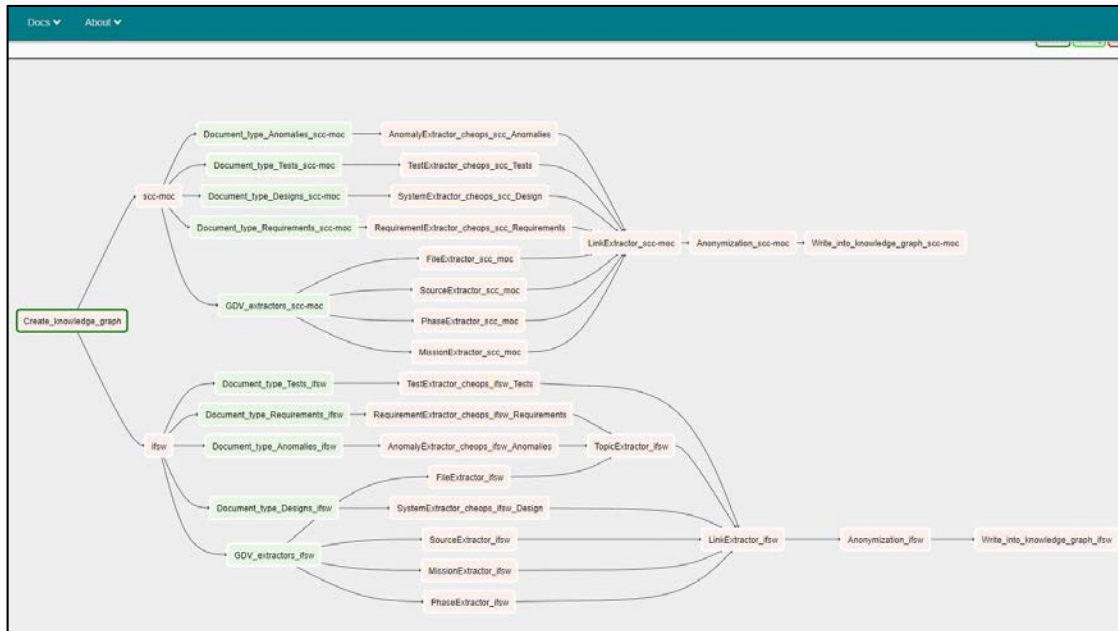 Docs
About
Document_type_Anomalies_scc-moc
AnomalyExtractor_cheops_scc_Anomalies
Document_type_Tests_scc-moc
TestExtractor_cheops_scc_Tests
scc-moc
Document_type_Designs_scc-moc
SystemExtractor_cheops_scc_Design
Document_type_Requirements_scc-moc
RequirementExtractor_cheops_scc_Requirements
LinkExtractor_scc-moc
Anonymization_scc-moc
Write_into_knowledge_graph_scc-moc
FileExtractor_scc_moc
SourceExtractor_scc_moc
GDV_extractors_scc-moc
PhaseExtractor_scc_moc
Create_knowledge_graph
MissionExtractor_scc_moc
Document_type_Tests_ifsw
TestExtractor_cheops_ifsw_Tests
Document_type_Requirements_ifsw
RequirementExtractor_cheops_ifsw_Requirements
ifsw
Document_type_Anomalies_ifsw
AnomalyExtractor_cheops_ifsw_Anomalies
TopicExtractor_ifsw
FileExtractor_ifsw
Document_type_Designs_ifsw
SystemExtractor_cheops_ifsw_Design
SourceExtractor_ifsw
LinkExtractor_ifsw
Anonymization_ifsw
Write_into_knowledge_graph_ifsw
GDV_extractors_ifsw
MissionExtractor_ifsw
PhaseExtractor_ifsw